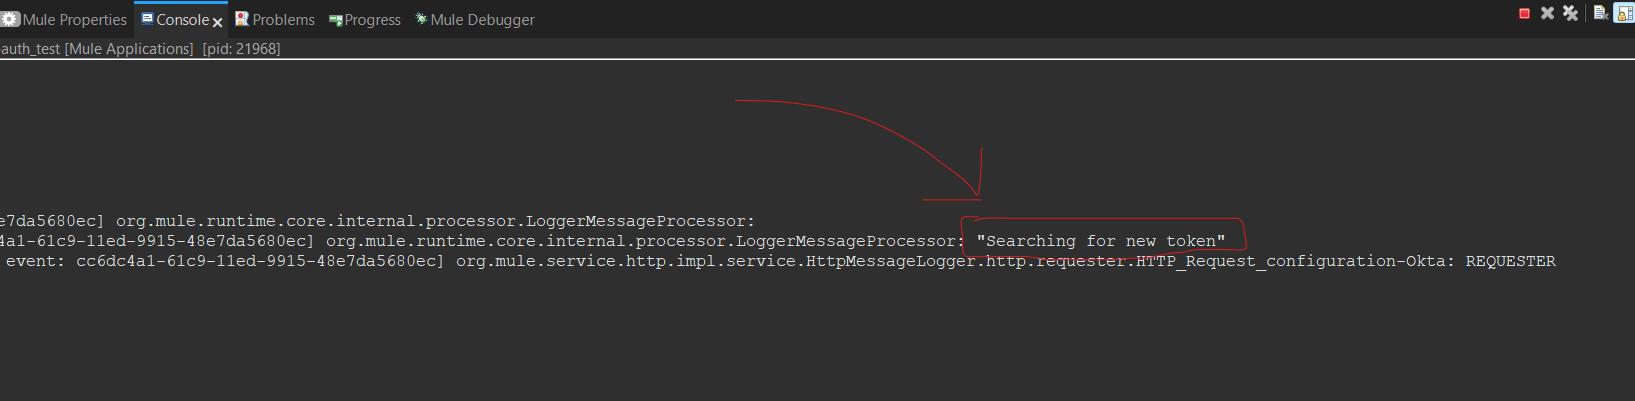 Mule Properties Console Problems Progress Mule Debugger
auth_test [Mule Applications] [pid: 21968]
e7da5680ec] org.mule.runtime.core.internal.processor.LoggerMessageProcessor:
4a1-61c9-11ed-9915-48e7da5680ec] org.mule.runtime.core.internal.processor.LoggerMessageProcessor: "Searching for new token"
event: cc6dc4a1-61c9-11ed-9915-48e7da5680ec] org.mule.service.http.impl.service.HttpMessageLogger.http.requester.HTTP_Request_configuration-Okta: REQUESTER